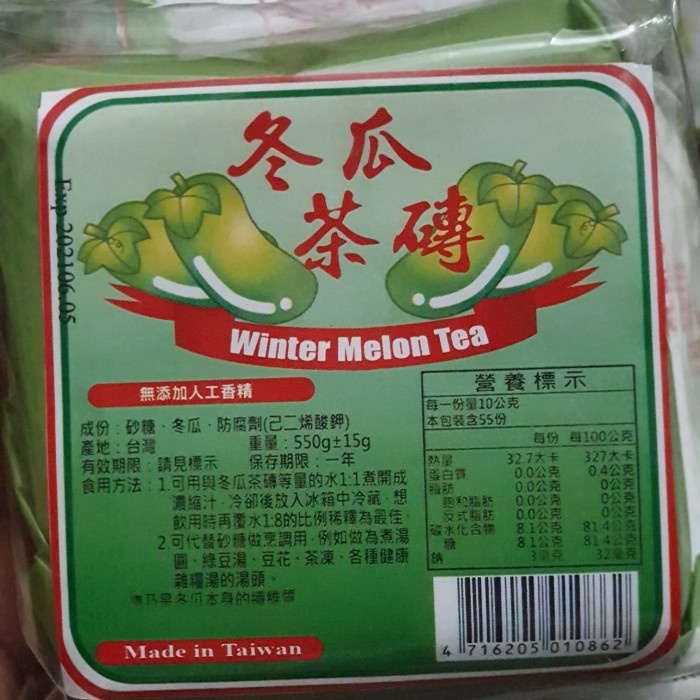 冬瓜
茶磚
Winter Melon Tea
Exp 202106.05
無添加人工香精
成份：砂糖、冬瓜、防腐劑(己二烯酸鉀)
產地：台灣 重量：550g±15g
有效期限：請見標示 保存期限：一年
食用方法：1.可用與冬瓜茶磚等量的水1:1煮開成
濃縮汁，冷卻後放入冰箱中冷藏，想
飲用時再覆水1:8的比例稀釋為最佳。
2.可代替砂糖做烹調用，例如做為煮湯
圓、綠豆湯、豆花、茶凍、各種健康
雜糧湯的湯頭。
乃是冬瓜本身的纖維質
Made in Taiwan
營養標示
每一份量10公克
本包裝含55份
每份 每100公克
熱量 32.7大卡 327大卡
蛋白質 0.0公克 0.4公克
脂肪 0.0公克 0公克
飽和脂肪 0.0公克 0公克
反式脂肪 0.0公克 0公克
碳水化合物 8.1公克 81.4公克
糖 8.1公克 81.4公克
鈉 3毫克 32毫克
4 716205 010862